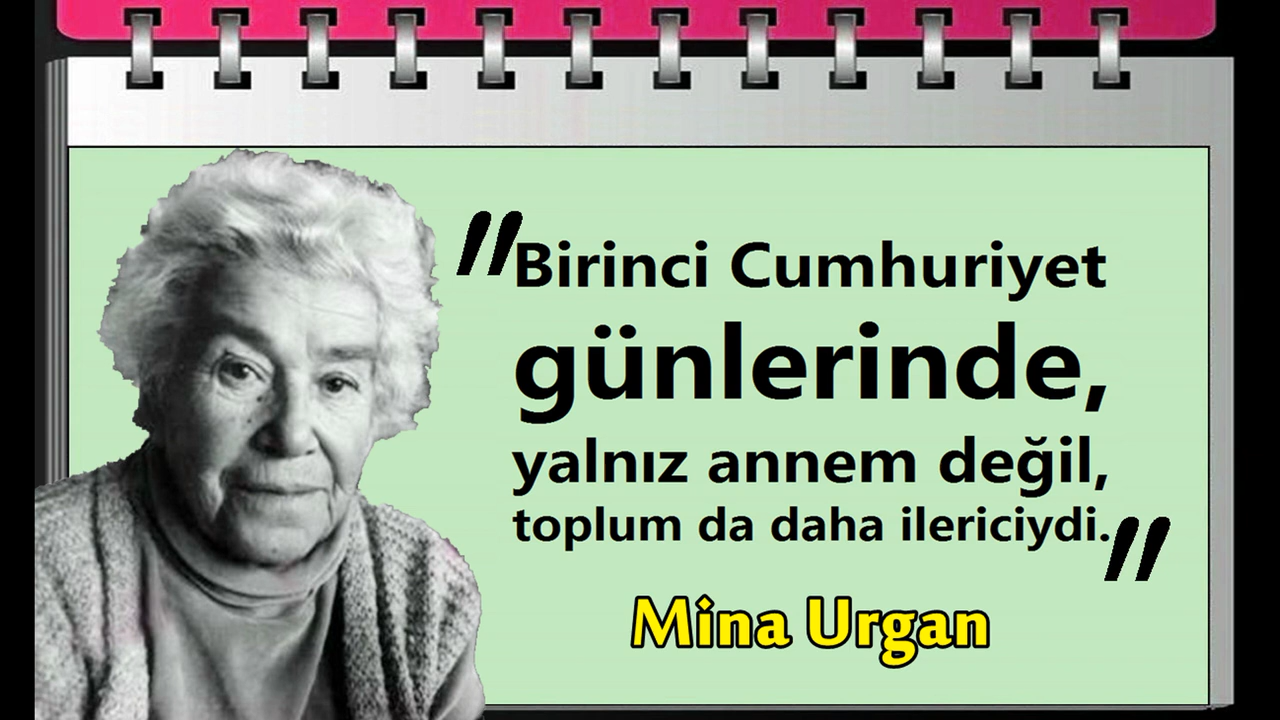 "Birinci Cumhuriyet
günlerinde,
yalnız annem değil,
toplum da daha ilericiydi."
Mina Urgan